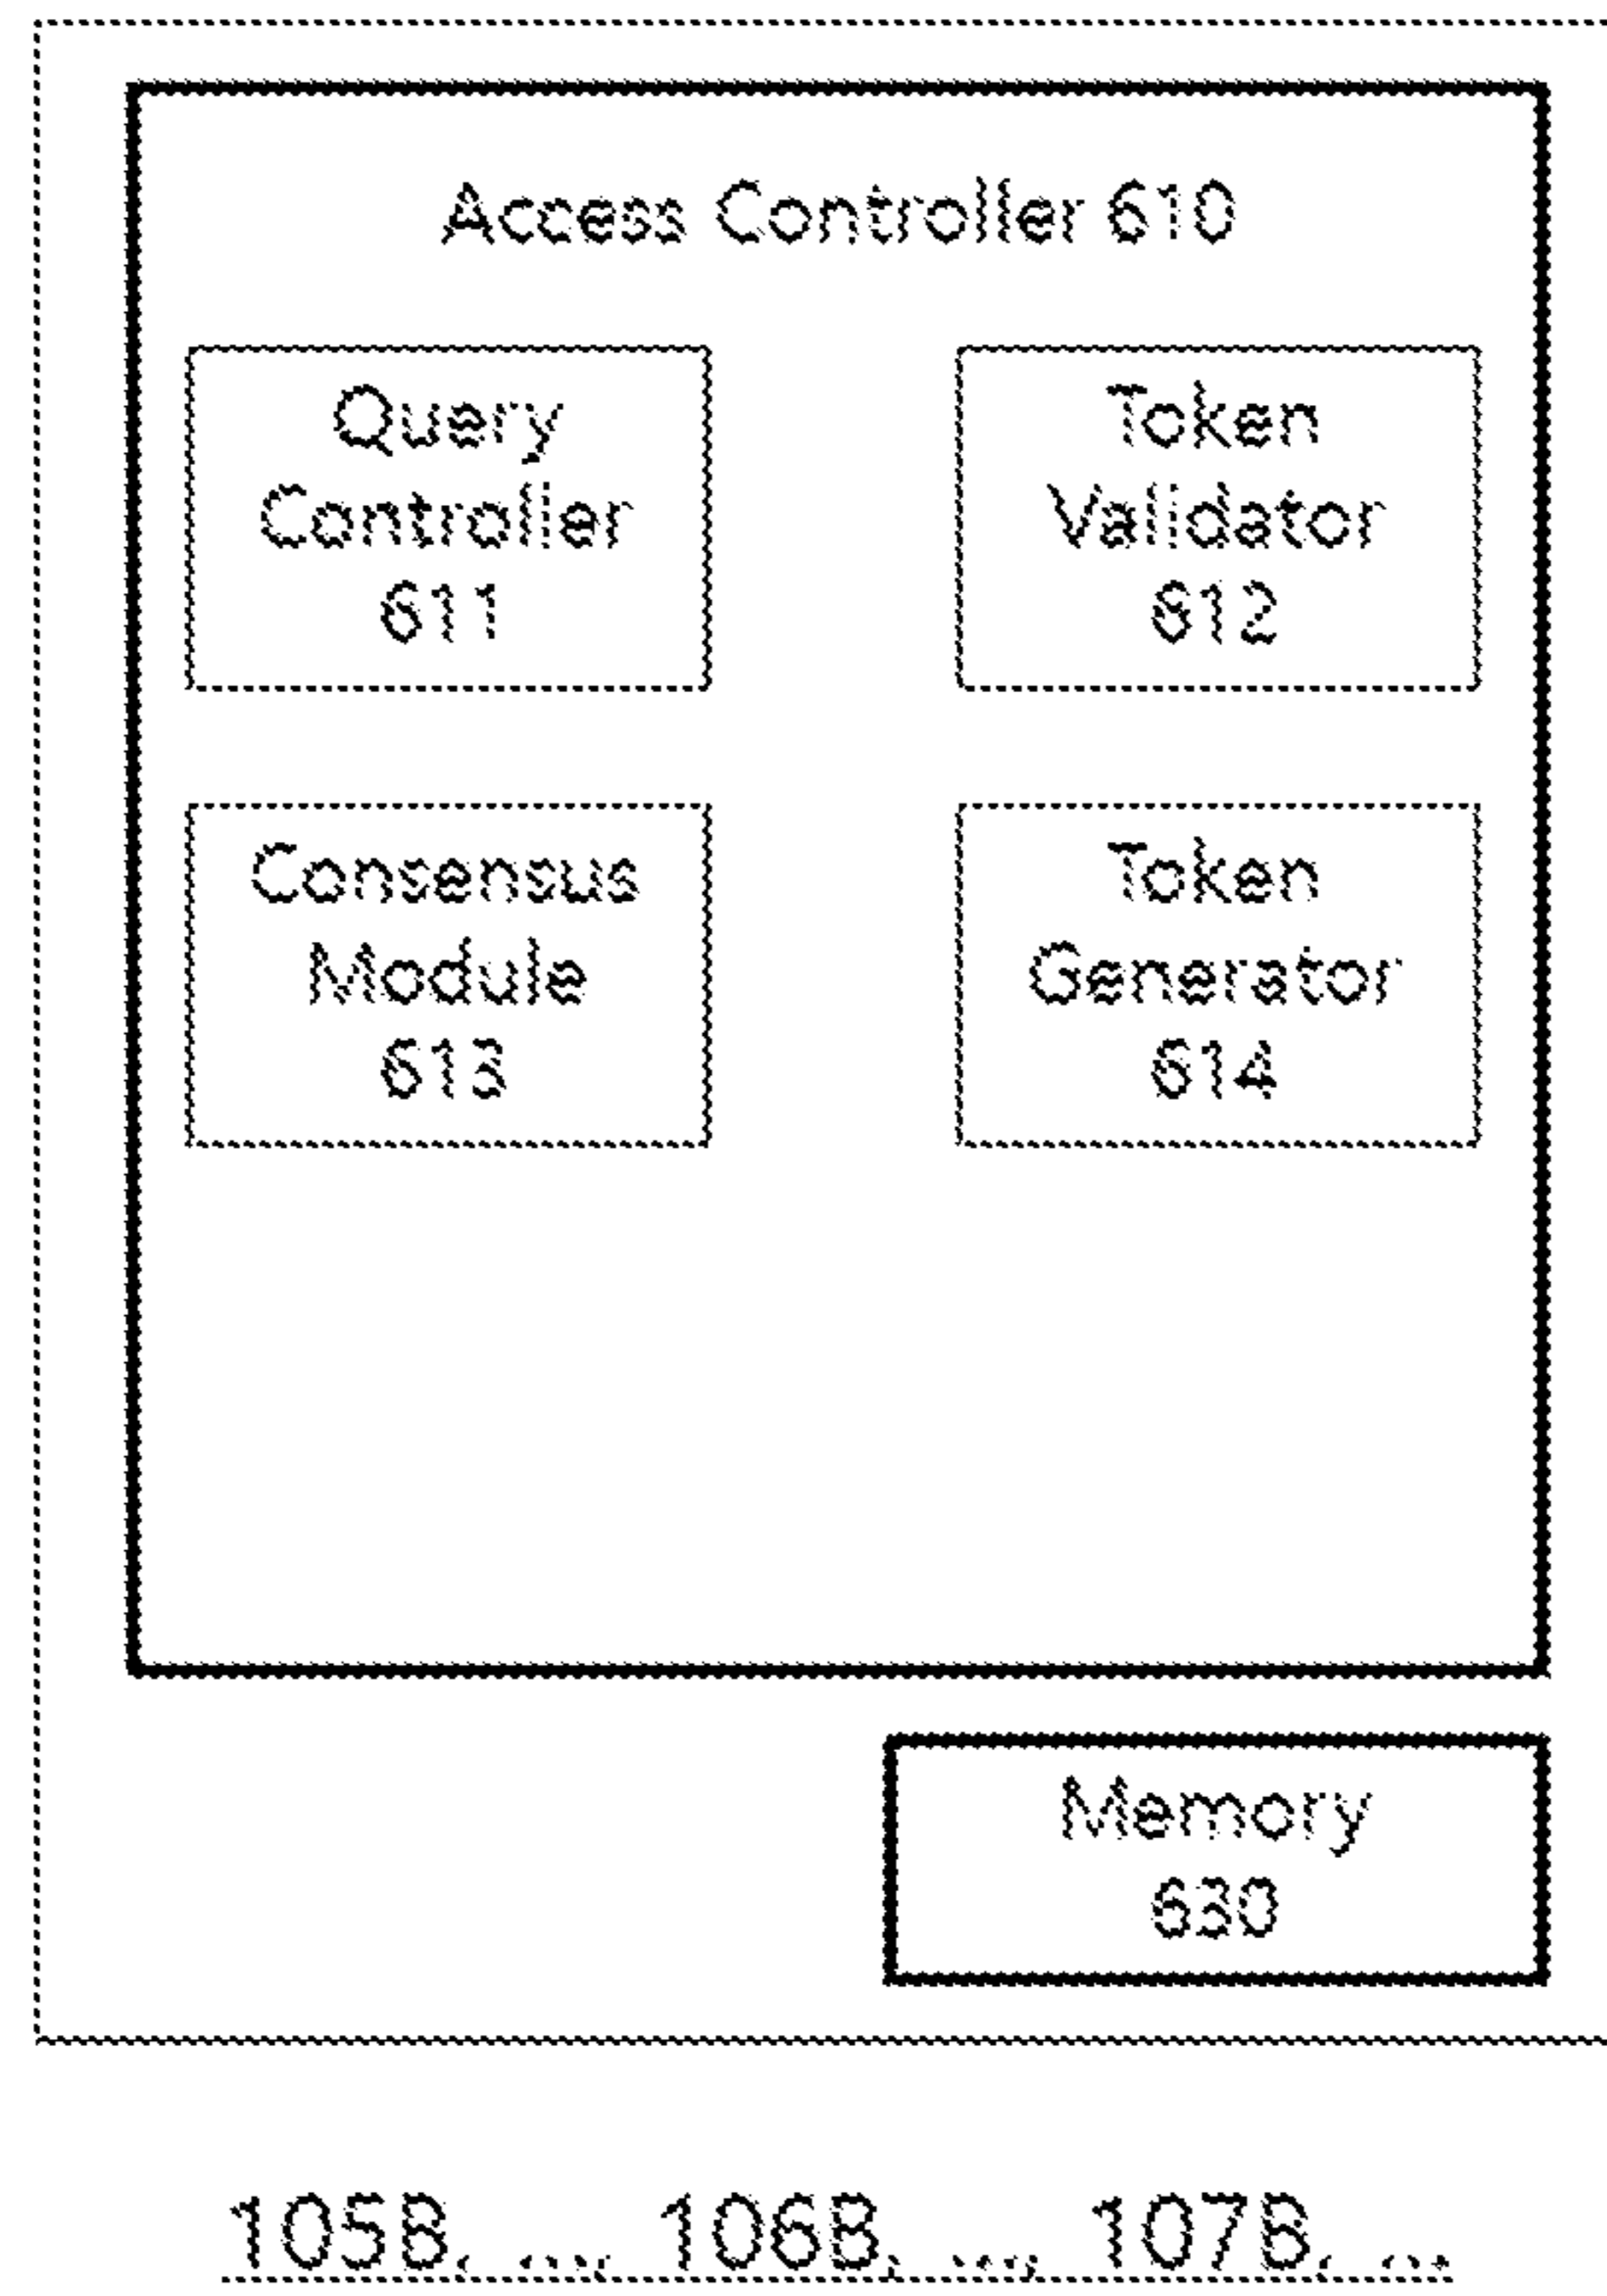 Access Controller 610
Query
Controller
611
Token
Validator
612
Consensus
Module
613
Token
Generator
614
Memory
630
105B, ..., 106B, ..., 107B, ...